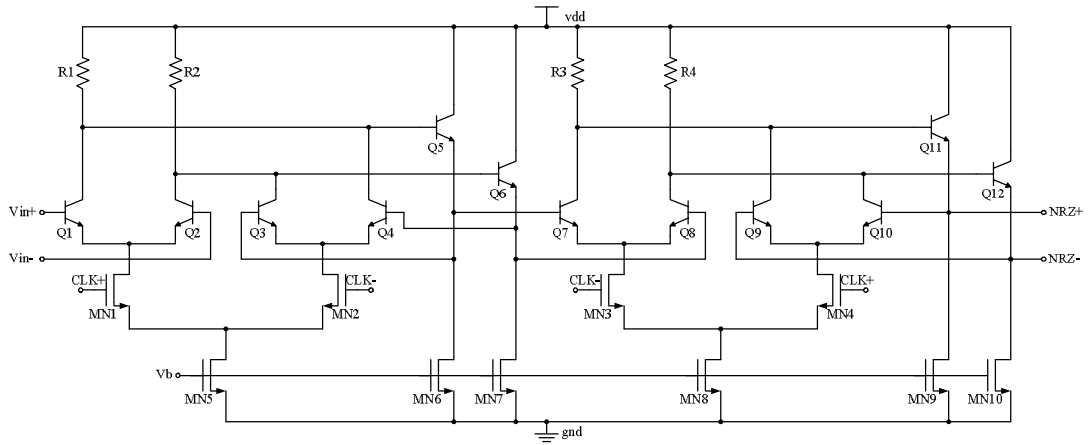 vdd
R1
R2
R3
R4
Q5
Q11
Q6
Q12
Vin+
Q1
Q2
Q3
Q4
Q7
Q8
Q9
Q10
NRZ+
Vin-
NRZ-
CLK+
CLK-
CLK-
CLK+
MN1
MN2
MN3
MN4
Vb
MN5
MN6
MN7
MN8
MN9
MN10
gnd